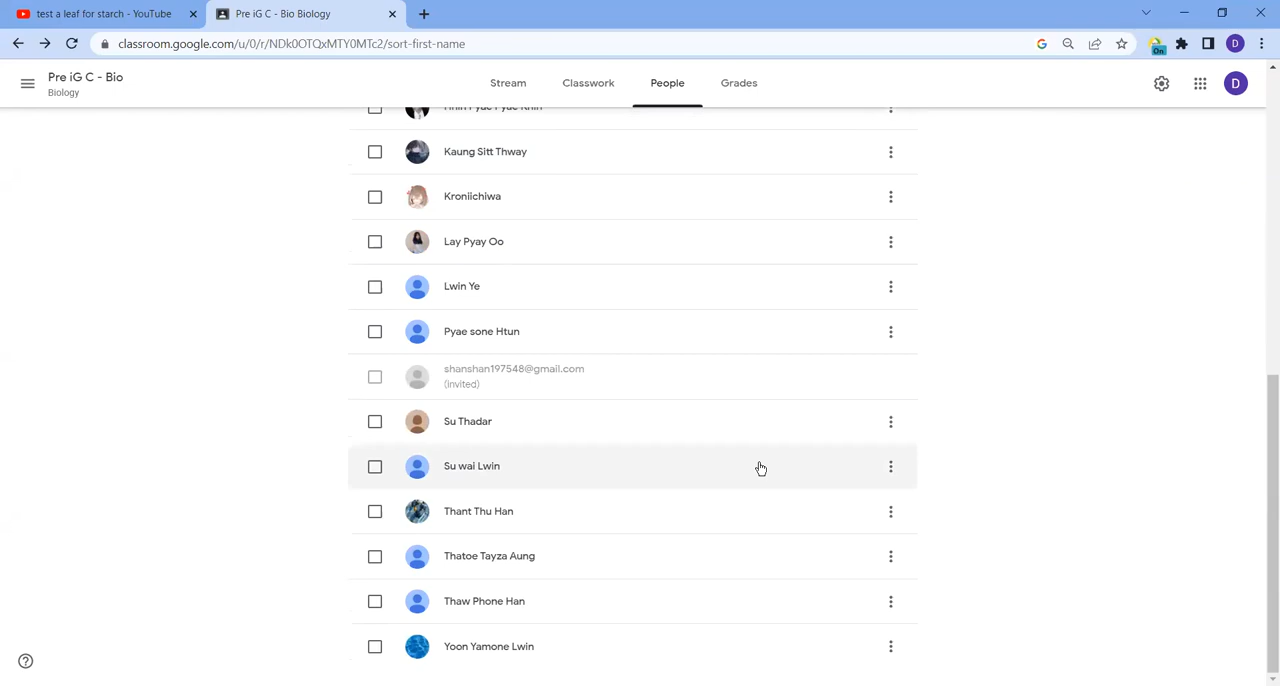 test a leaf for starch - YouTube
Pre iG C - Bio Biology
classroom.google.com/u/0/r/NDk0OTQxMTY0MTc2/sort-first-name
On
D
Pre iG C - Bio
Biology
Stream
Classwork
People
Grades
D
Kaung Sitt Thway
Kroniichiwa
Lay Pyay Oo
Lwin Ye
Pyae sone Htun
shanshan197548@gmail.com
(invited)
Su Thadar
Su wai Lwin
Thant Thu Han
Thatoe Tayza Aung
Thaw Phone Han
Yoon Yamone Lwin